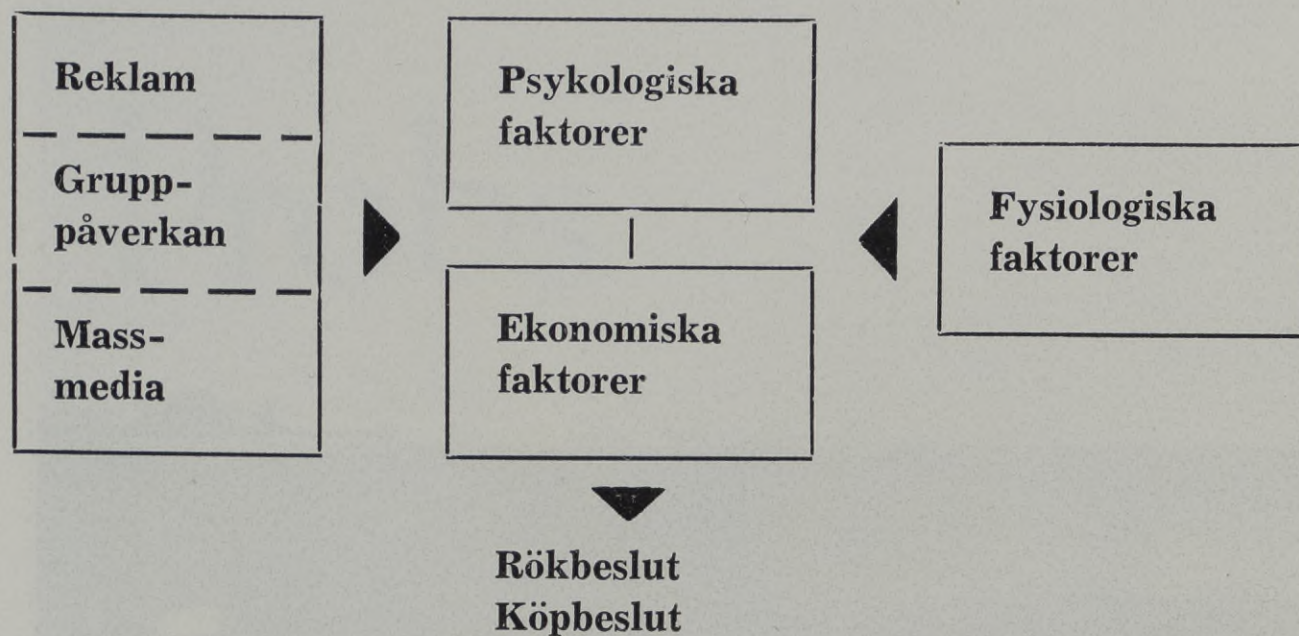 Reklam
Grupp-
påverkan
Mass-
media
Psykologiska
faktorer
Ekonomiska
faktorer
Fysiologiska
faktorer
Rökbeslut
Köpbeslut